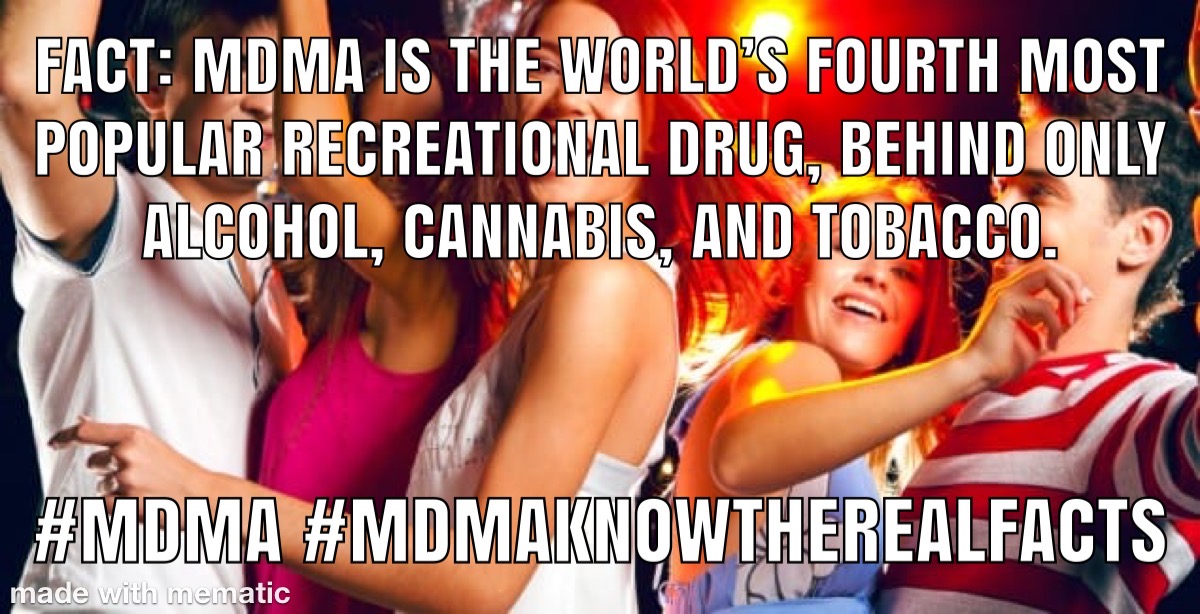 FACT: MDMA IS THE WORLD’S FOURTH MOST
POPULAR RECREATIONAL DRUG, BEHIND ONLY
ALCOHOL, CANNABIS, AND TOBACCO.
#MDMA #MDMAKNOWTHEREALFACTS
made with mematic